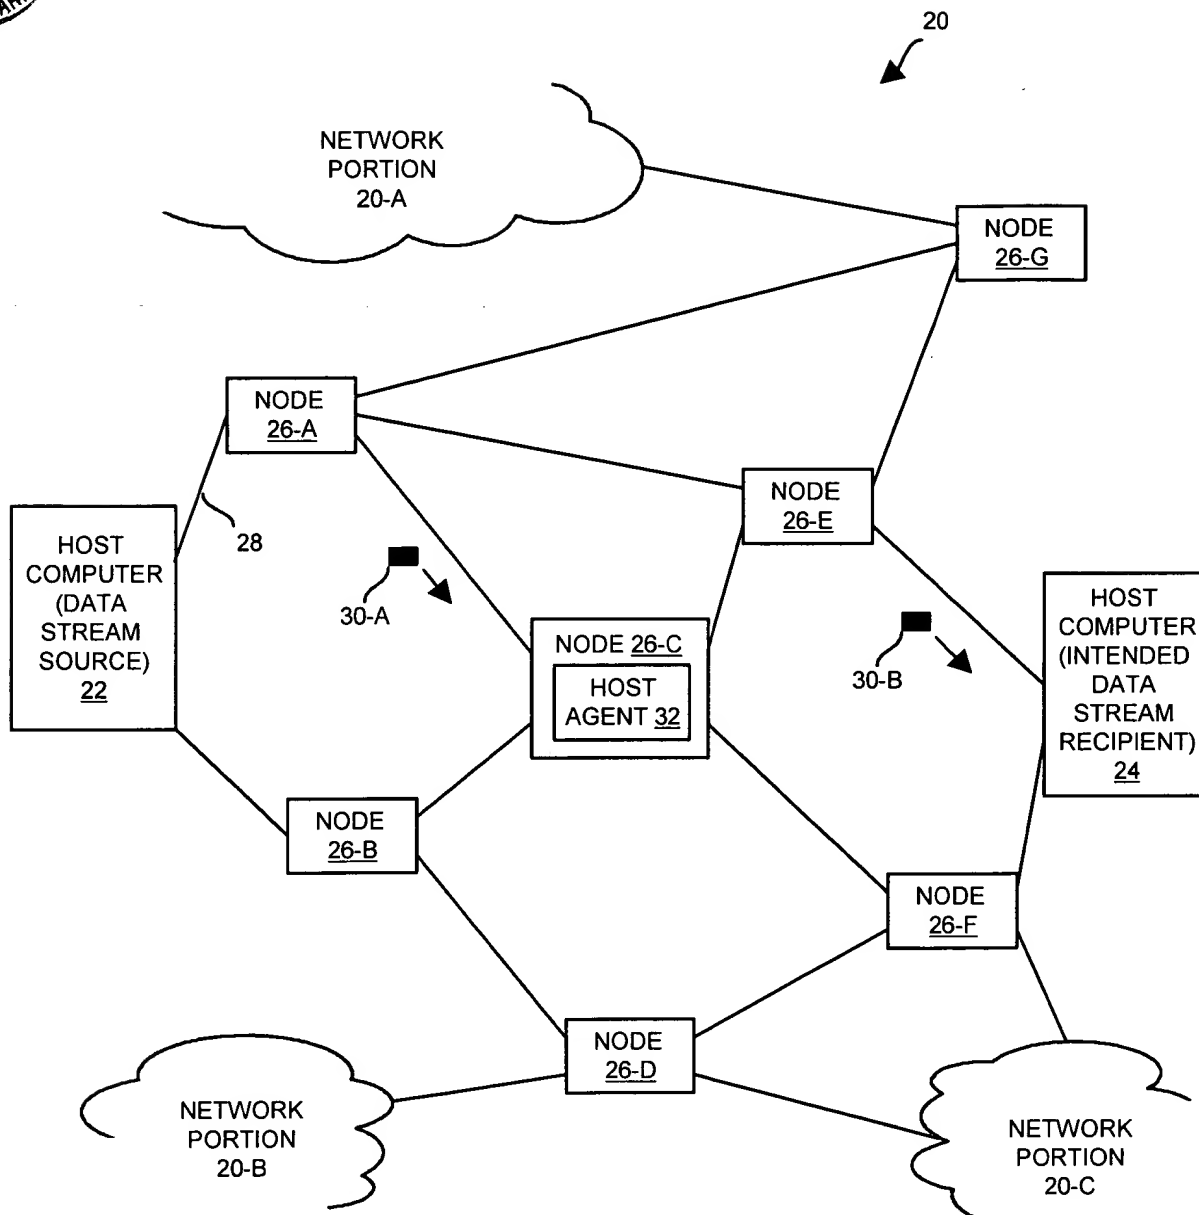 20
NETWORK
PORTION
20-A
NODE
26-G
NODE
26-A
NODE
26-E
28
HOST
COMPUTER
(DATA
STREAM
SOURCE)
22
30-A
NODE 26-C
HOST
AGENT 32
30-B
HOST
COMPUTER
(INTENDED
DATA
STREAM
RECIPIENT)
24
NODE
26-B
NODE
26-F
NODE
26-D
NETWORK
PORTION
20-B
NETWORK
PORTION
20-C